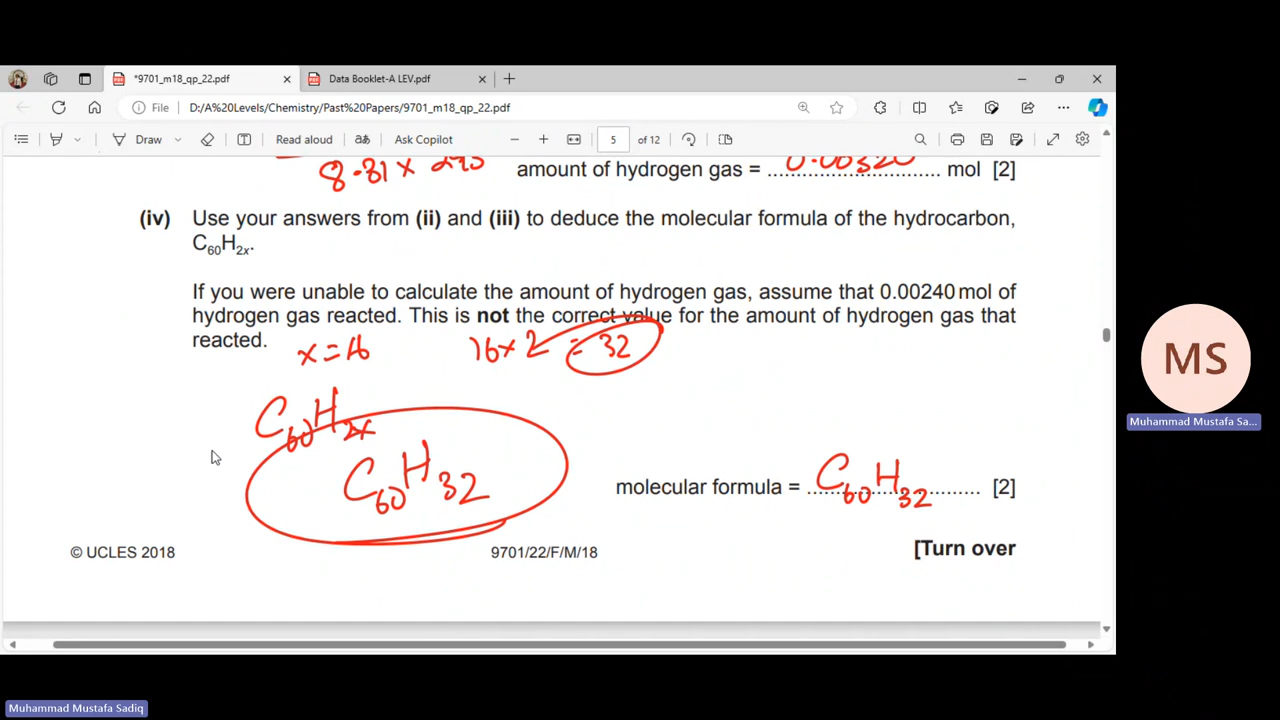 *9701_m18_qp_22.pdf
Data Booklet-A LEV.pdf
File D:/A%20Levels/Chemistry/Past%20Papers/9701_m18_qp_22.pdf
Draw Read aloud aあ Ask Copilot 5 of 12
8.81 x
amount of hydrogen gas = 0.00320 mol [2]
(iv) Use your answers from (ii) and (iii) to deduce the molecular formula of the hydrocarbon,
C60H2x.
If you were unable to calculate the amount of hydrogen gas, assume that 0.00240 mol of
hydrogen gas reacted. This is not the correct value for the amount of hydrogen gas that
reacted.
x = 16 16 x 2 = 32
C60H2x
C60H32
molecular formula = C60H32 [2]
© UCLES 2018 9701/22/F/M/18 [Turn over
MS
Muhammad Mustafa Sa...
Muhammad Mustafa Sadiq